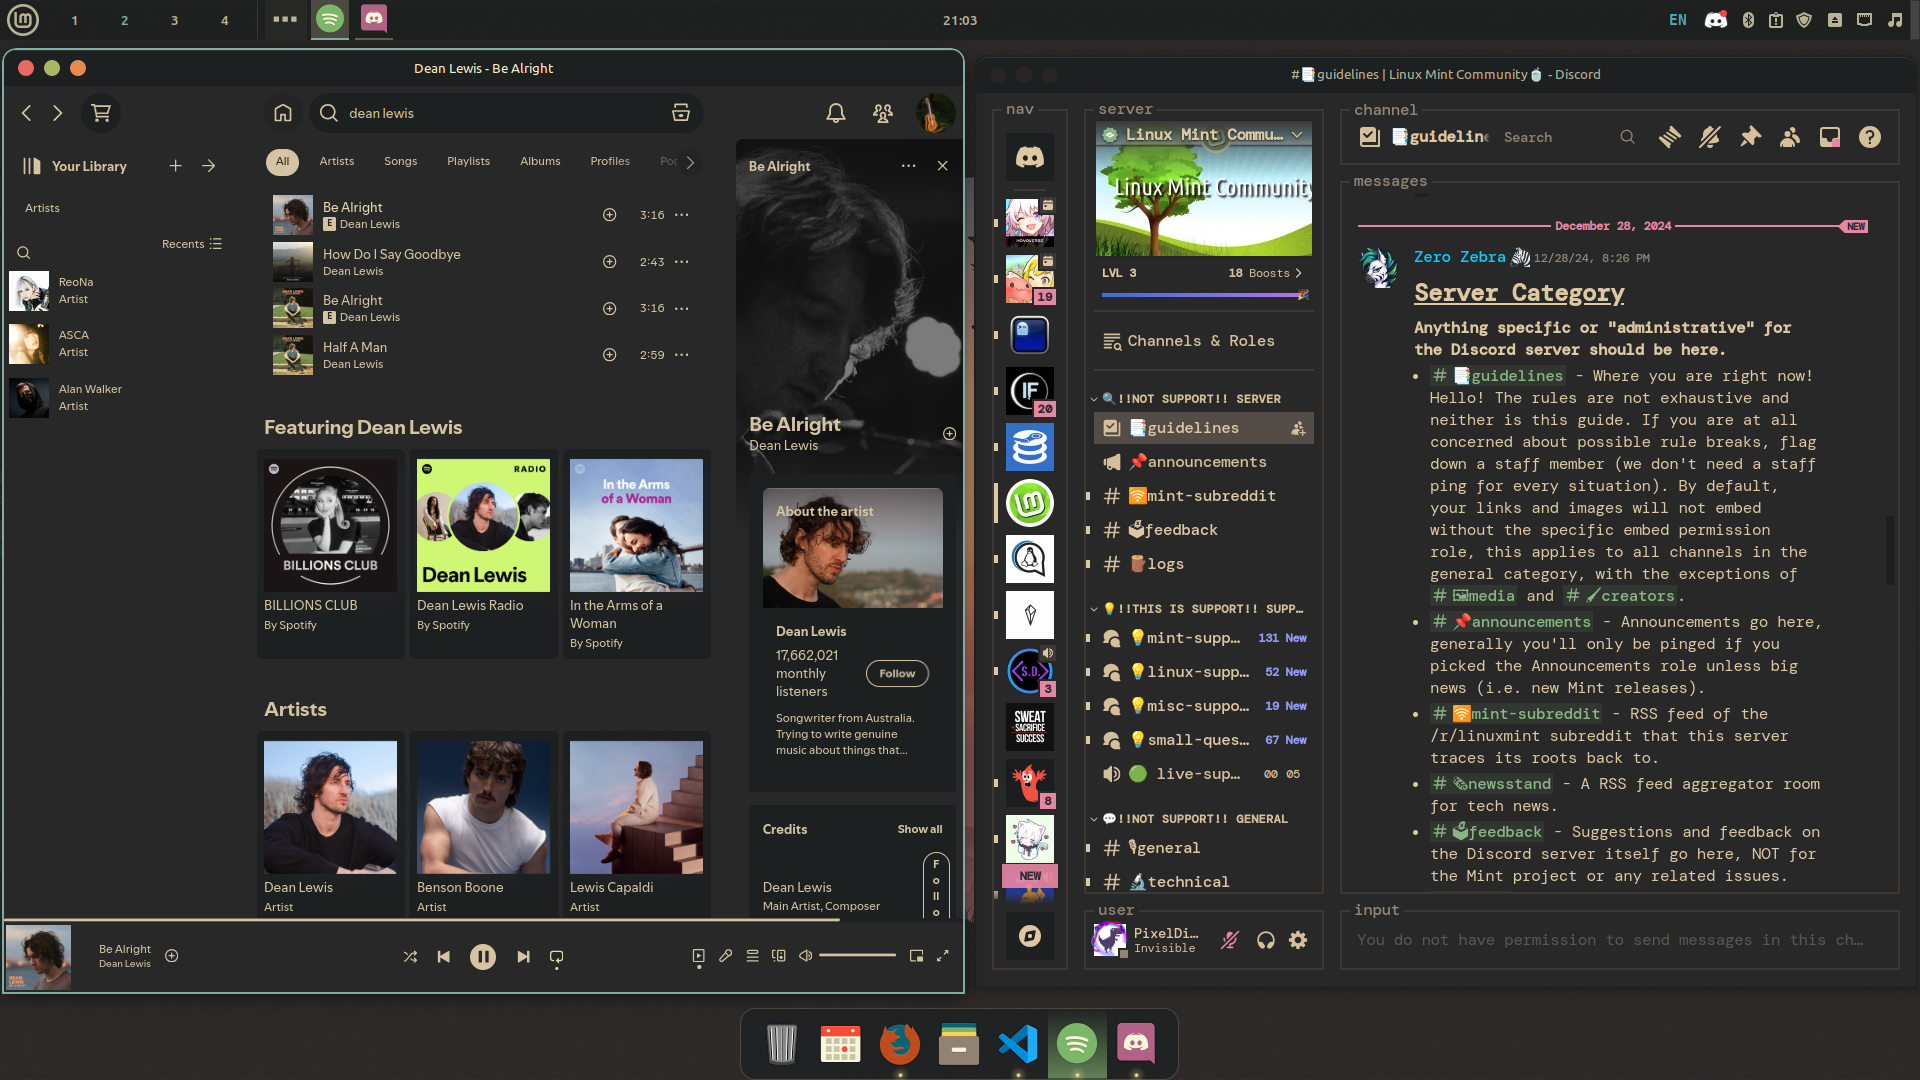 1 2 3 4
21:03
EN
Dean Lewis - Be Alright
dean lewis
Your Library
Artists
Recents
ReoNa
Artist
ASCA
Artist
Alan Walker
Artist
All Artists Songs Playlists Albums Profiles
Be Alright
E Dean Lewis
3:16
How Do I Say Goodbye
Dean Lewis
2:43
Be Alright
E Dean Lewis
3:16
Half A Man
Dean Lewis
2:59
Featuring Dean Lewis
BILLIONS CLUB
RADIO
Dean Lewis
In the Arms
of a Woman
BILLIONS CLUB
By Spotify
Dean Lewis Radio
By Spotify
In the Arms of a
Woman
By Spotify
Artists
Dean Lewis
Artist
Benson Boone
Artist
Lewis Capaldi
Artist
Be Alright
Be Alright
Dean Lewis
About the artist
Dean Lewis
17,662,021
monthly
listeners
Follow
Songwriter from Australia.
Trying to write genuine
music about things that...
Credits
Show all
Dean Lewis
Main Artist, Composer
F
o
ll
o
Be Alright
Dean Lewis
#📑guidelines | Linux Mint Community🍵 - Discord
nav
19
IF
20
S.D.
3
SWEAT
SACRIFICE
SUCCESS
8
NEW
server
Linux Mint Commu...
Linux Mint Community
LVL 3
18 Boosts
Channels & Roles
🔍!!NOT SUPPORT!! SERVER
📑guidelines
📌announcements
# 🛜mint-subreddit
# 🗳️feedback
# 🪵logs
💡!!THIS IS SUPPORT!! SUPP...
💡mint-supp... 131 New
💡linux-supp... 52 New
💡misc-suppo... 19 New
💡small-ques... 67 New
🟢 live-sup... 00 05
💬!!NOT SUPPORT!! GENERAL
# 🎙general
# 🔬technical
user
PixelDi...
Invisible
channel
📑guidelin
Search
messages
December 28, 2024
NEW
Zero Zebra 🦓 12/28/24, 8:26 PM
Server Category
Anything specific or "administrative" for
the Discord server should be here.
• # 📑guidelines - Where you are right now!
Hello! The rules are not exhaustive and
neither is this guide. If you are at all
concerned about possible rule breaks, flag
down a staff member (we don't need a staff
ping for every situation). By default,
your links and images will not embed
without the specific embed permission
role, this applies to all channels in the
general category, with the exceptions of
# 🖼️media and # 🖌️creators.
• # 📌announcements - Announcements go here,
generally you'll only be pinged if you
picked the Announcements role unless big
news (i.e. new Mint releases).
• # 🛜mint-subreddit - RSS feed of the
/r/linuxmint subreddit that this server
traces its roots back to.
• # 🗞️newsstand - A RSS feed aggregator room
for tech news.
• # 🗳️feedback - Suggestions and feedback on
the Discord server itself go here, NOT for
the Mint project or any related issues.
input
You do not have permission to send messages in this ch...